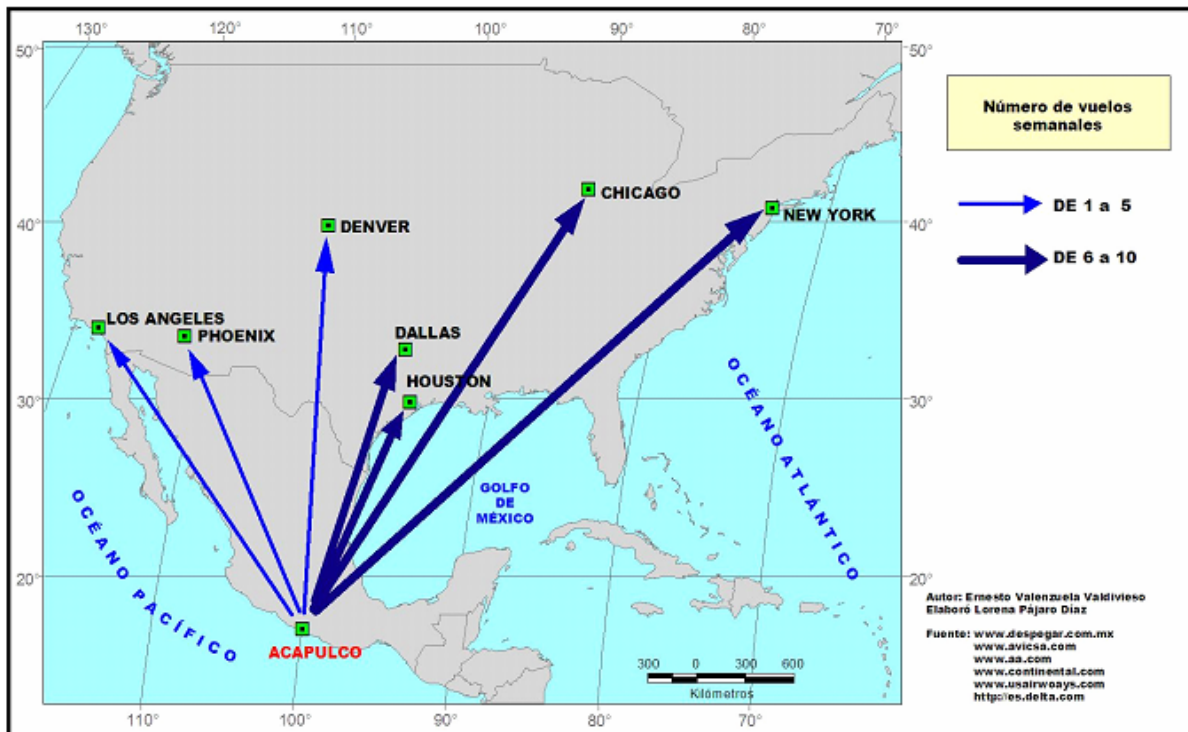 130°
120°
110°
100°
90°
80°
70°
50°
50°
Número de vuelos
semanales
DE 1 a 5
DE 6 a 10
CHICAGO
NEW YORK
40°
40°
DENVER
LOS ANGELES
PHOENIX
DALLAS
HOUSTON
30°
30°
OCÉANO ATLÁNTICO
GOLFO
DE
MÉXICO
OCÉANO PACÍFICO
20°
20°
ACAPULCO
300 0 300 600
Kilómetros
Autor: Ernesto Valenzuela Valdivieso
Elaboró Lorena Pájaro Díaz
Fuente: www.despegar.com.mx
www.avicsa.com
www.aa.com
www.continental.com
www.usairwoays.com
http://es.delta.com
110°
100°
90°
80°
70°